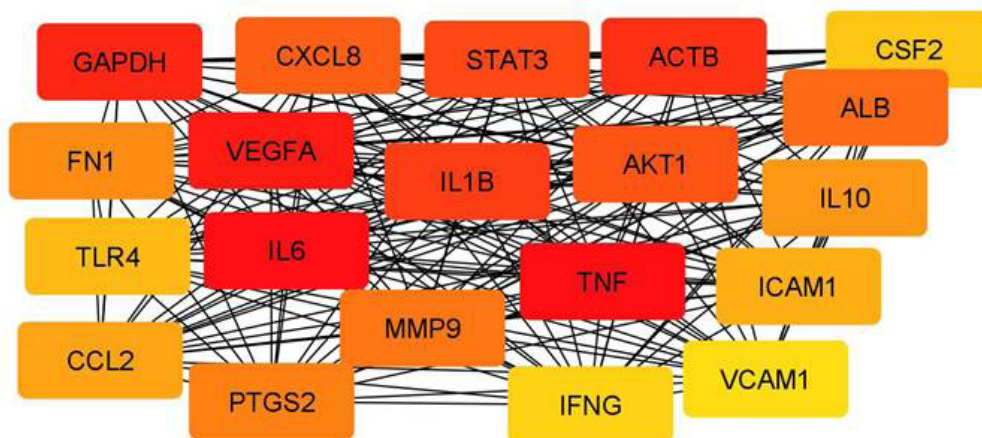 GAPDH
CXCL8
STAT3
ACTB
CSF2
ALB
FN1
VEGFA
IL1B
AKT1
IL10
TLR4
IL6
TNF
ICAM1
MMP9
CCL2
PTGS2
IFNG
VCAM1